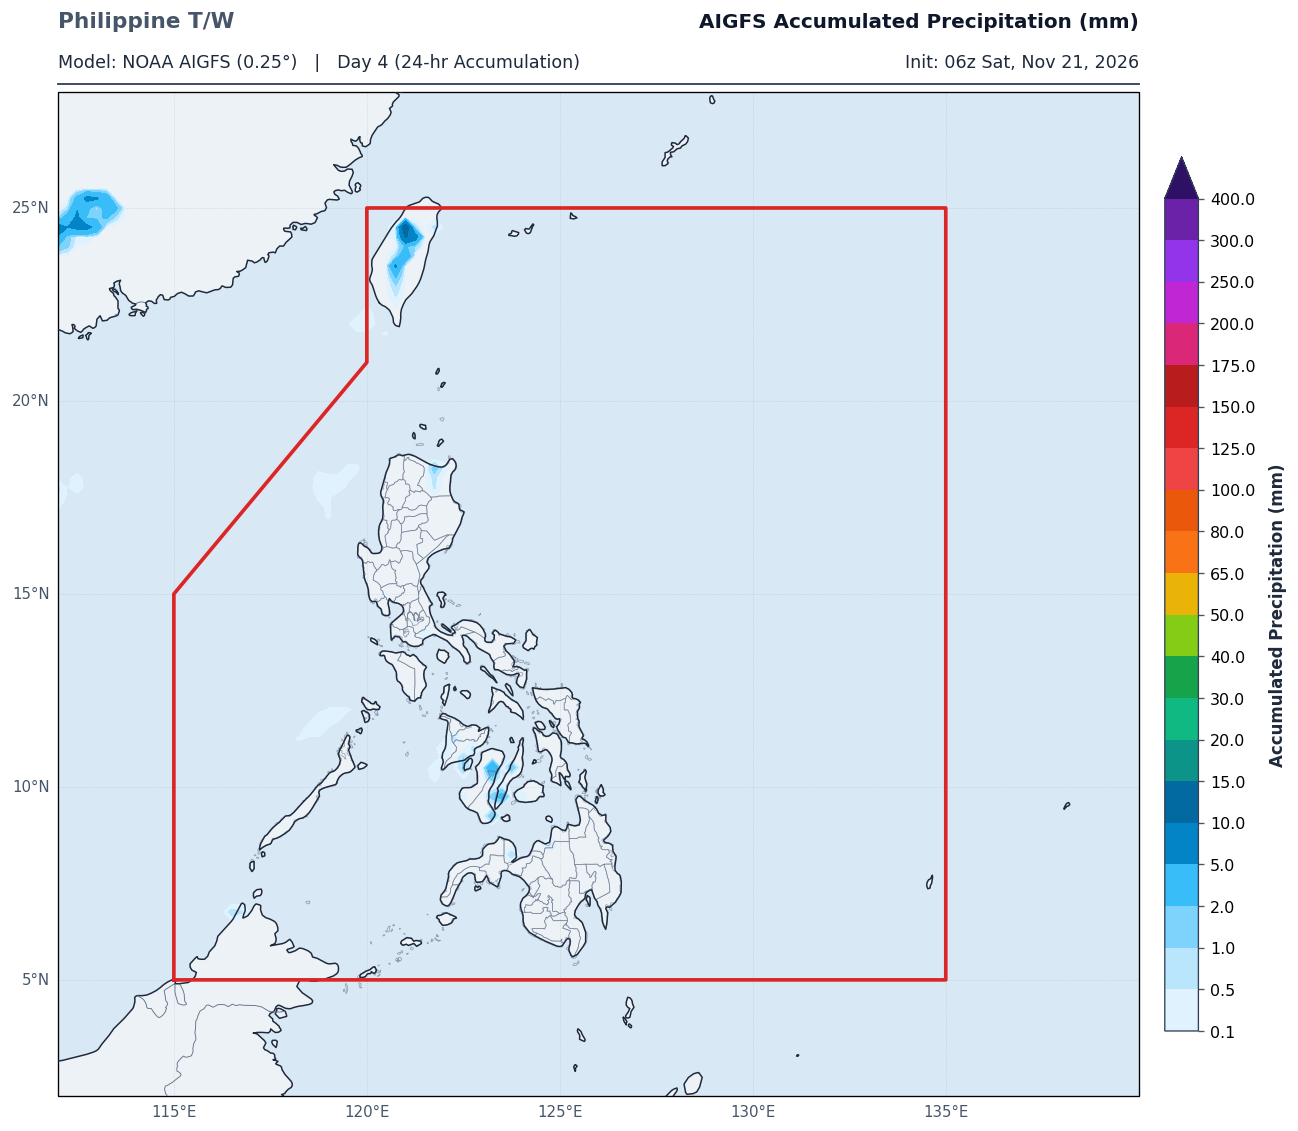 Philippine T/W
AIGFS Accumulated Precipitation (mm)
Model: NOAA AIGFS (0.25°) | Day 4 (24-hr Accumulation)
Init: 06z Sat, Nov 21, 2026
25°N
20°N
15°N
10°N
5°N
115°E
120°E
125°E
130°E
135°E
400.0
300.0
250.0
200.0
175.0
150.0
125.0
100.0
80.0
65.0
50.0
40.0
30.0
20.0
15.0
10.0
5.0
2.0
1.0
0.5
0.1
Accumulated Precipitation (mm)